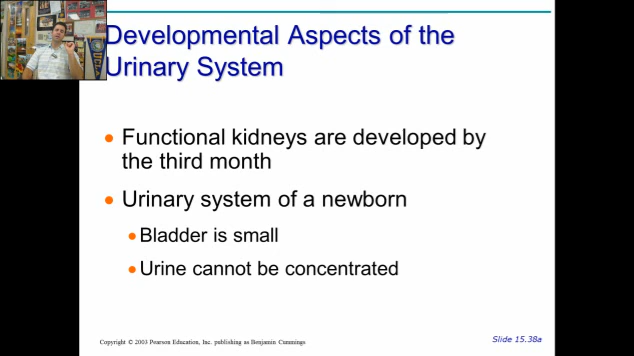 Developmental Aspects of the
Urinary System
Functional kidneys are developed by
the third month
Urinary system of a newborn
Bladder is small
Urine cannot be concentrated
Copyright © 2003 Pearson Education, Inc. publishing as Benjamin Cummings
Slide 15.38a